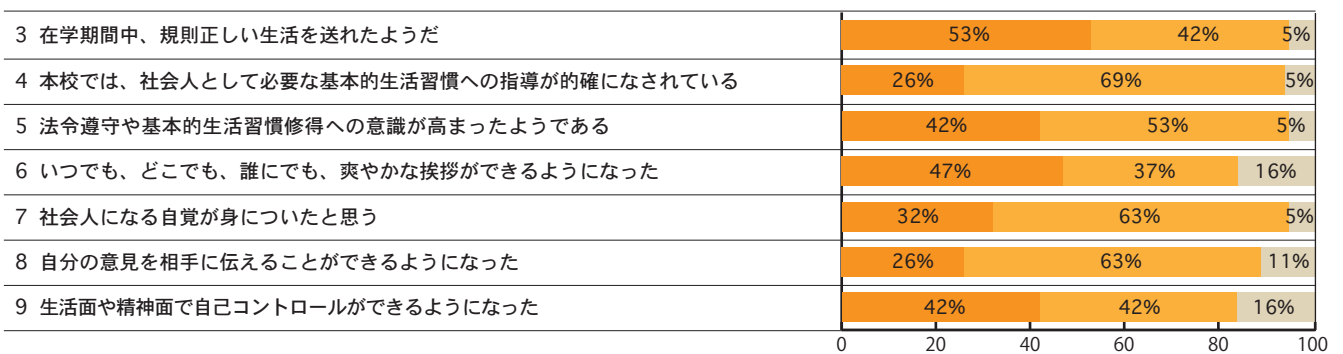 3 在学期間中、規則正しい生活を送れたようだ 53% 42% 5%
4 本校では、社会人として必要な基本的生活習慣への指導が的確になされている 26% 69% 5%
5 法令遵守や基本的生活習慣修得への意識が高まったようである 42% 53% 5%
6 いつでも、どこでも、誰にでも、爽やかな挨拶ができるようになった 47% 37% 16%
7 社会人になる自覚が身についたと思う 32% 63% 5%
8 自分の意見を相手に伝えることができるようになった 26% 63% 11%
9 生活面や精神面で自己コントロールができるようになった 42% 42% 16%
0 20 40 60 80 100